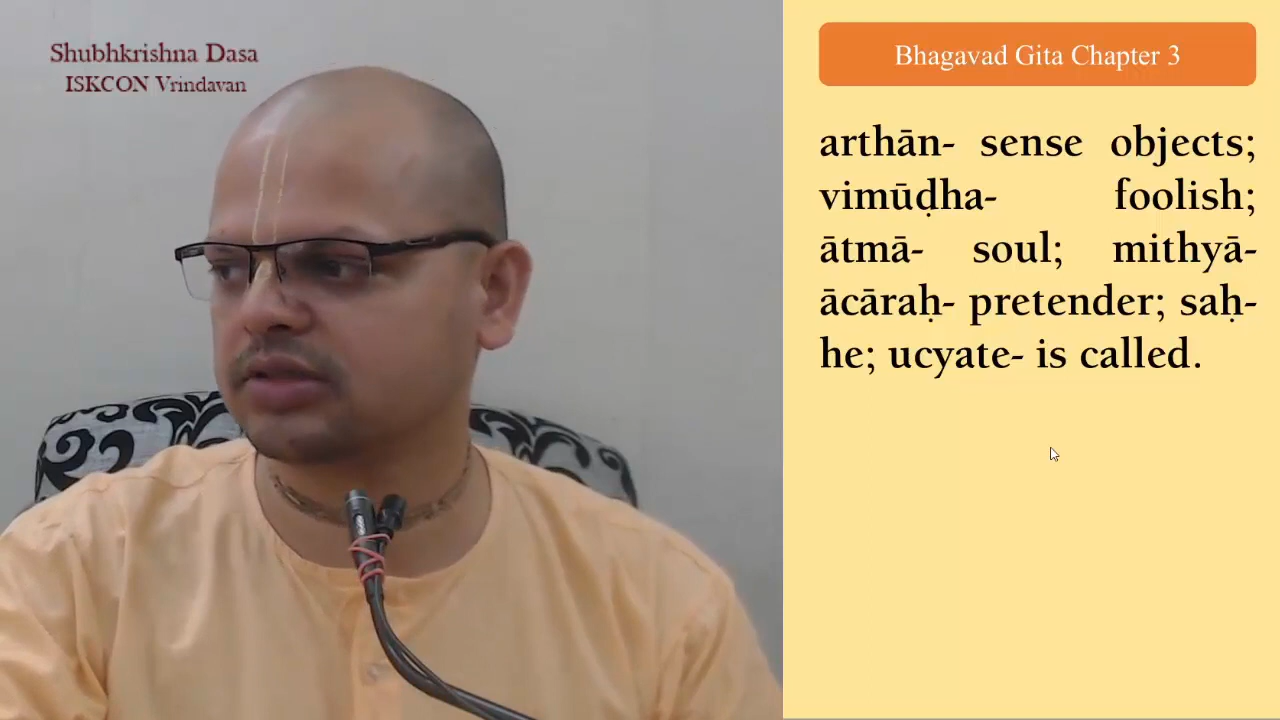 Shubhkrishna Dasa
ISKCON Vrindavan
Bhagavad Gita Chapter 3
arthān- sense objects;
vimūḍha- foolish;
ātmā- soul; mithyā-
ācāraḥ- pretender; saḥ-
he; ucyate- is called.